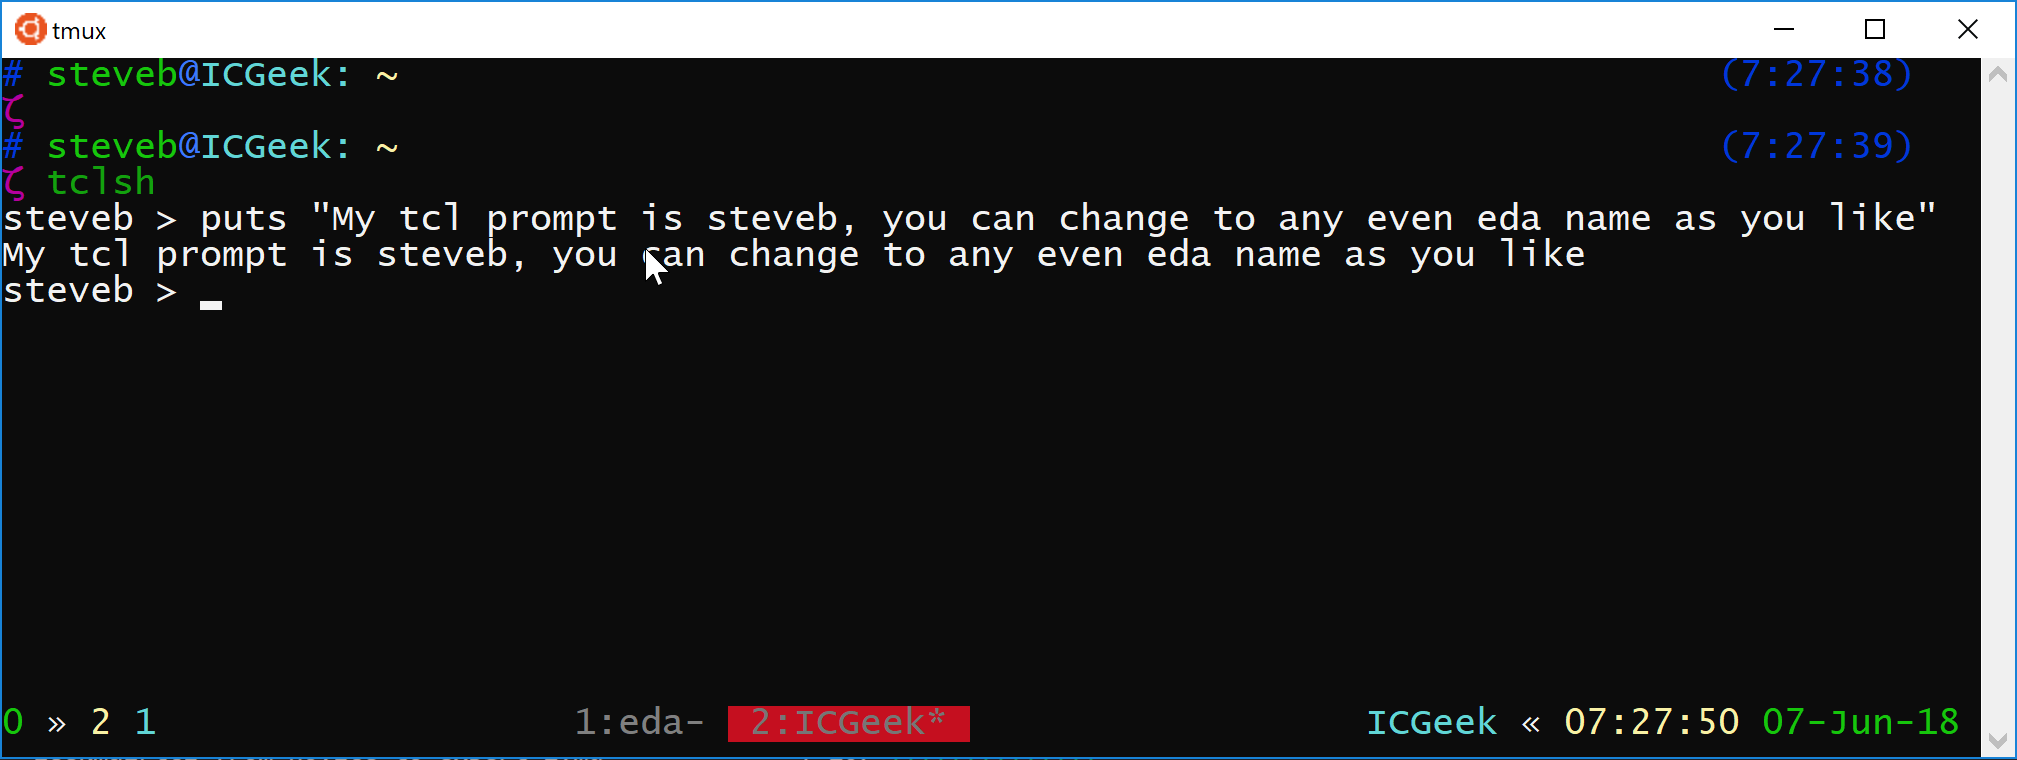 tmux
# steveb@ICGeek: ~ (7:27:38)
ζ
# steveb@ICGeek: ~ (7:27:39)
ζ tclsh
steveb > puts "My tcl prompt is steveb, you can change to any even eda name as you like"
My tcl prompt is steveb, you can change to any even eda name as you like
steveb >
0 » 2 1 1:eda- 2:ICGeek* ICGeek « 07:27:50 07-Jun-18